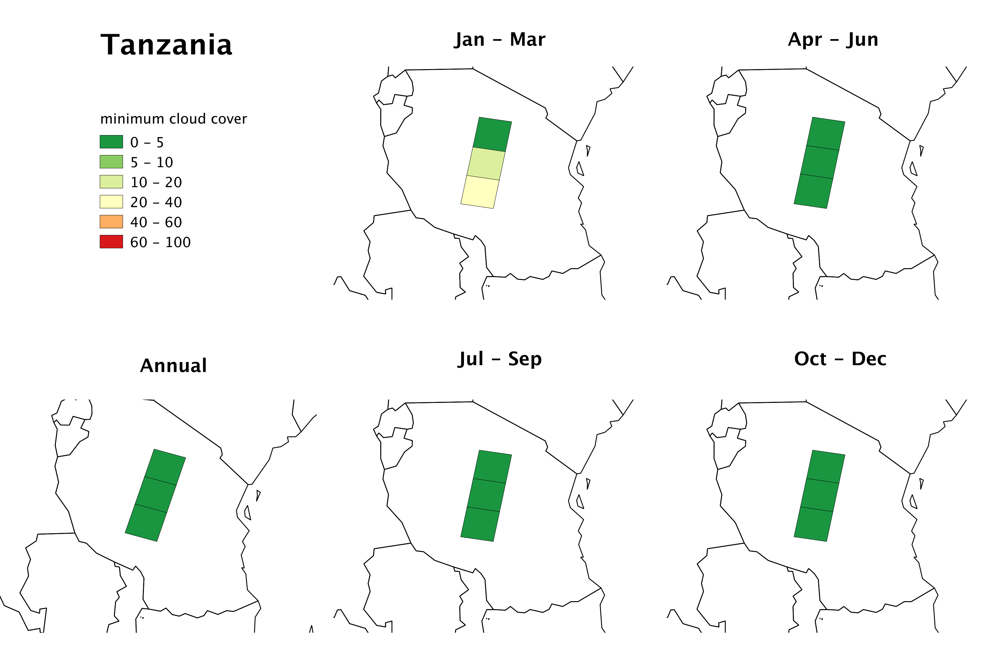 Tanzania
minimum cloud cover
0 – 5
5 – 10
10 – 20
20 – 40
40 – 60
60 – 100
Jan – Mar
Apr – Jun
Annual
Jul – Sep
Oct – Dec